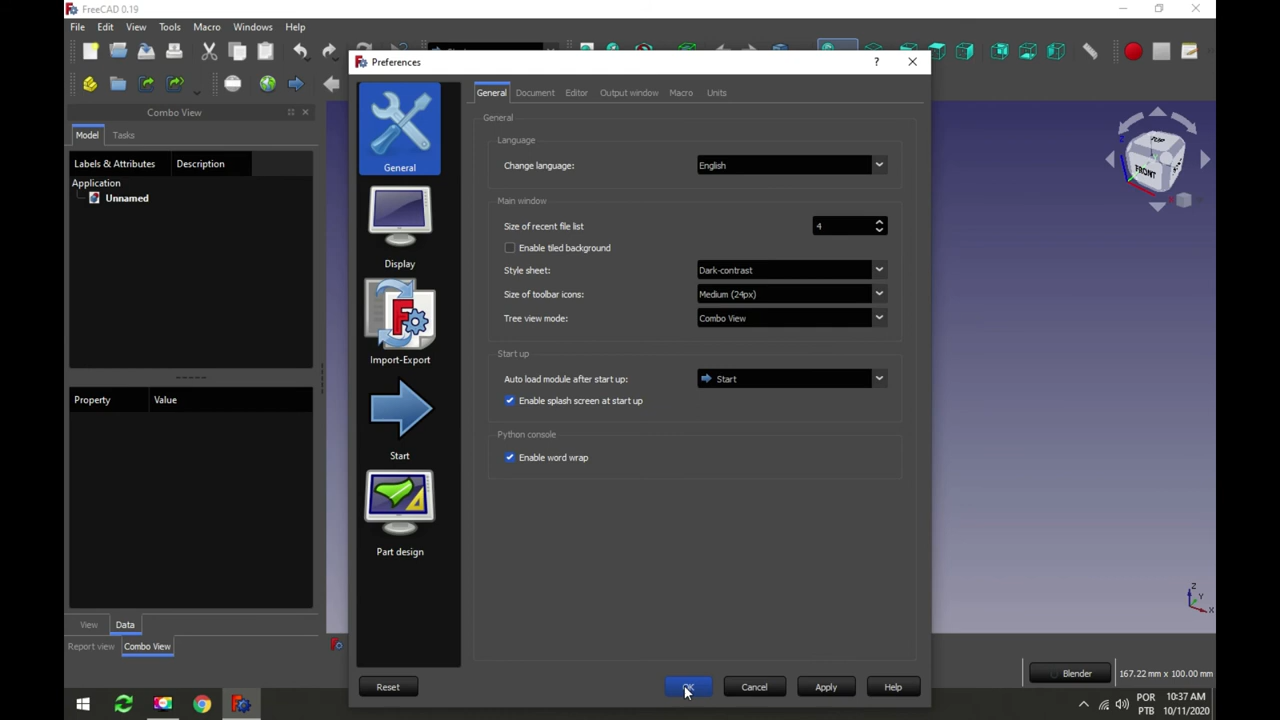 FreeCAD 0.19
File Edit View Tools Macro Windows Help
Preferences
Combo View
Model Tasks
Labels & Attributes Description
Application
Unnamed
Property Value
View Data
Report view Combo View
General
Display
Import-Export
Start
Part design
General Document Editor Output window Macro Units
General
Language
Change language: English
Main window
Size of recent file list 4
Enable tiled background
Style sheet: Dark-contrast
Size of toolbar icons: Medium (24px)
Tree view mode: Combo View
Start up
Auto load module after start up: Start
Enable splash screen at start up
Python console
Enable word wrap
Reset OK Cancel Apply Help
TOP
FRONT
Z
Y
X
Blender 167.22 mm x 100.00 mm
POR 10:37 AM
PTB 10/11/2020